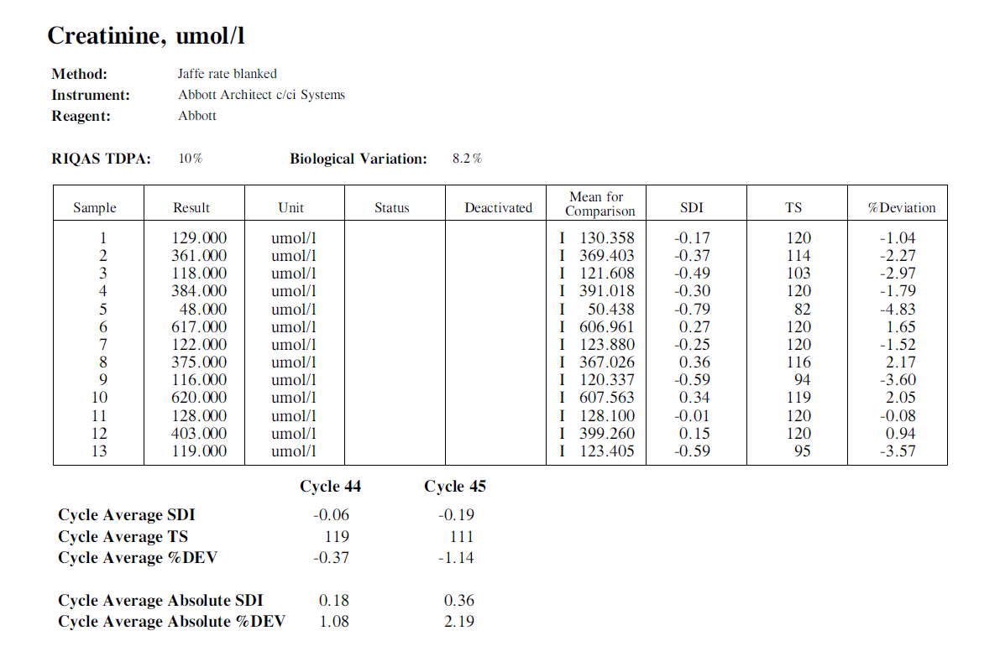 Creatinine, umol/l
Method: Jaffe rate blanked
Instrument: Abbott Architect c/ci Systems
Reagent: Abbott
RIQAS TDPA: 10% Biological Variation: 8.2%
Sample Result Unit Status Deactivated Mean for Comparison SDI TS %Deviation
1 129.000 umol/l I 130.358 -0.17 120 -1.04
2 361.000 umol/l I 369.403 -0.37 114 -2.27
3 118.000 umol/l I 121.608 -0.49 103 -2.97
4 384.000 umol/l I 391.018 -0.30 120 -1.79
5 48.000 umol/l I 50.438 -0.79 82 -4.83
6 617.000 umol/l I 606.961 0.27 120 1.65
7 122.000 umol/l I 123.880 -0.25 120 -1.52
8 375.000 umol/l I 367.026 0.36 116 2.17
9 116.000 umol/l I 120.337 -0.59 94 -3.60
10 620.000 umol/l I 607.563 0.34 119 2.05
11 128.000 umol/l I 128.100 -0.01 120 -0.08
12 403.000 umol/l I 399.260 0.15 120 0.94
13 119.000 umol/l I 123.405 -0.59 95 -3.57
Cycle 44 Cycle 45
Cycle Average SDI -0.06 -0.19
Cycle Average TS 119 111
Cycle Average %DEV -0.37 -1.14
Cycle Average Absolute SDI 0.18 0.36
Cycle Average Absolute %DEV 1.08 2.19